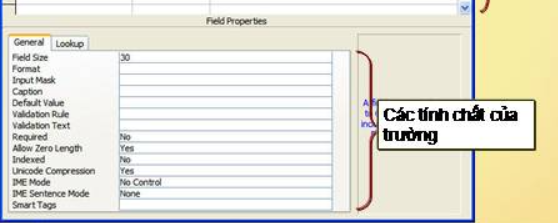 Field Properties
General Lookup
Field Size 30
Format
Input Mask
Caption
Default Value
Validation Rule
Validation Text
Required No
Allow Zero Length Yes
Indexed No
Unicode Compression Yes
IME Mode No Control
IME Sentence Mode None
Smart Tags
Các tính chất của
trường